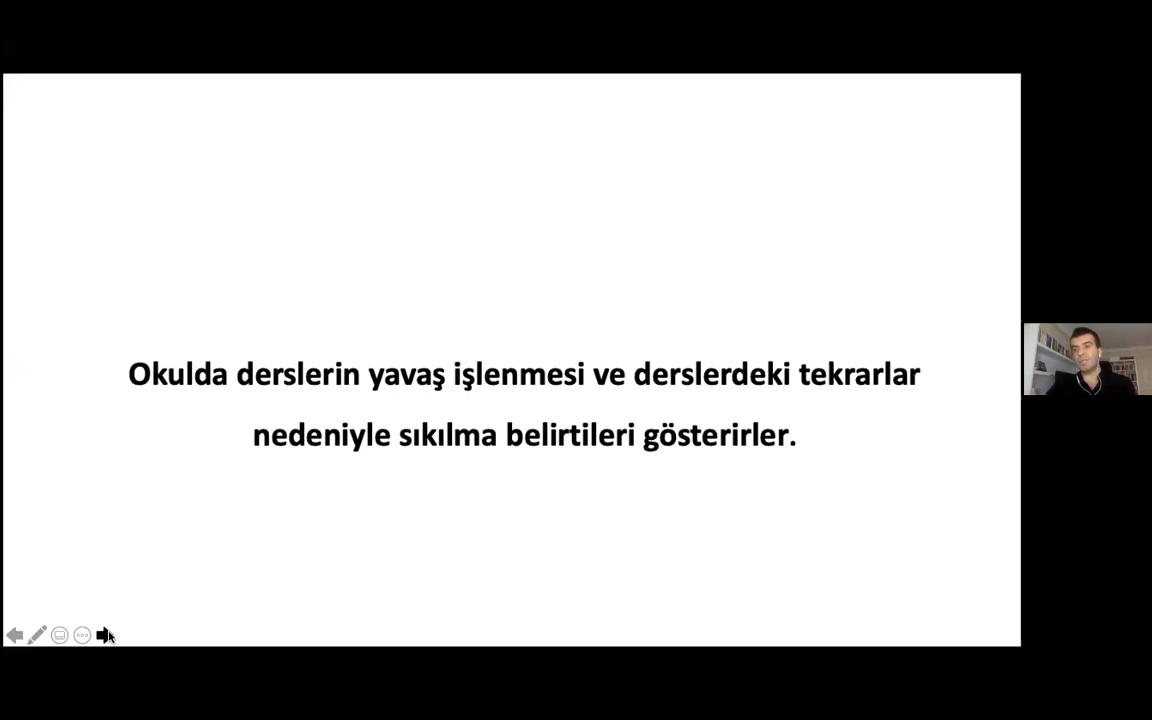 Okulda derslerin yavaş işlenmesi ve derslerdeki tekrarlar
nedeniyle sıkılma belirtileri gösterirler.